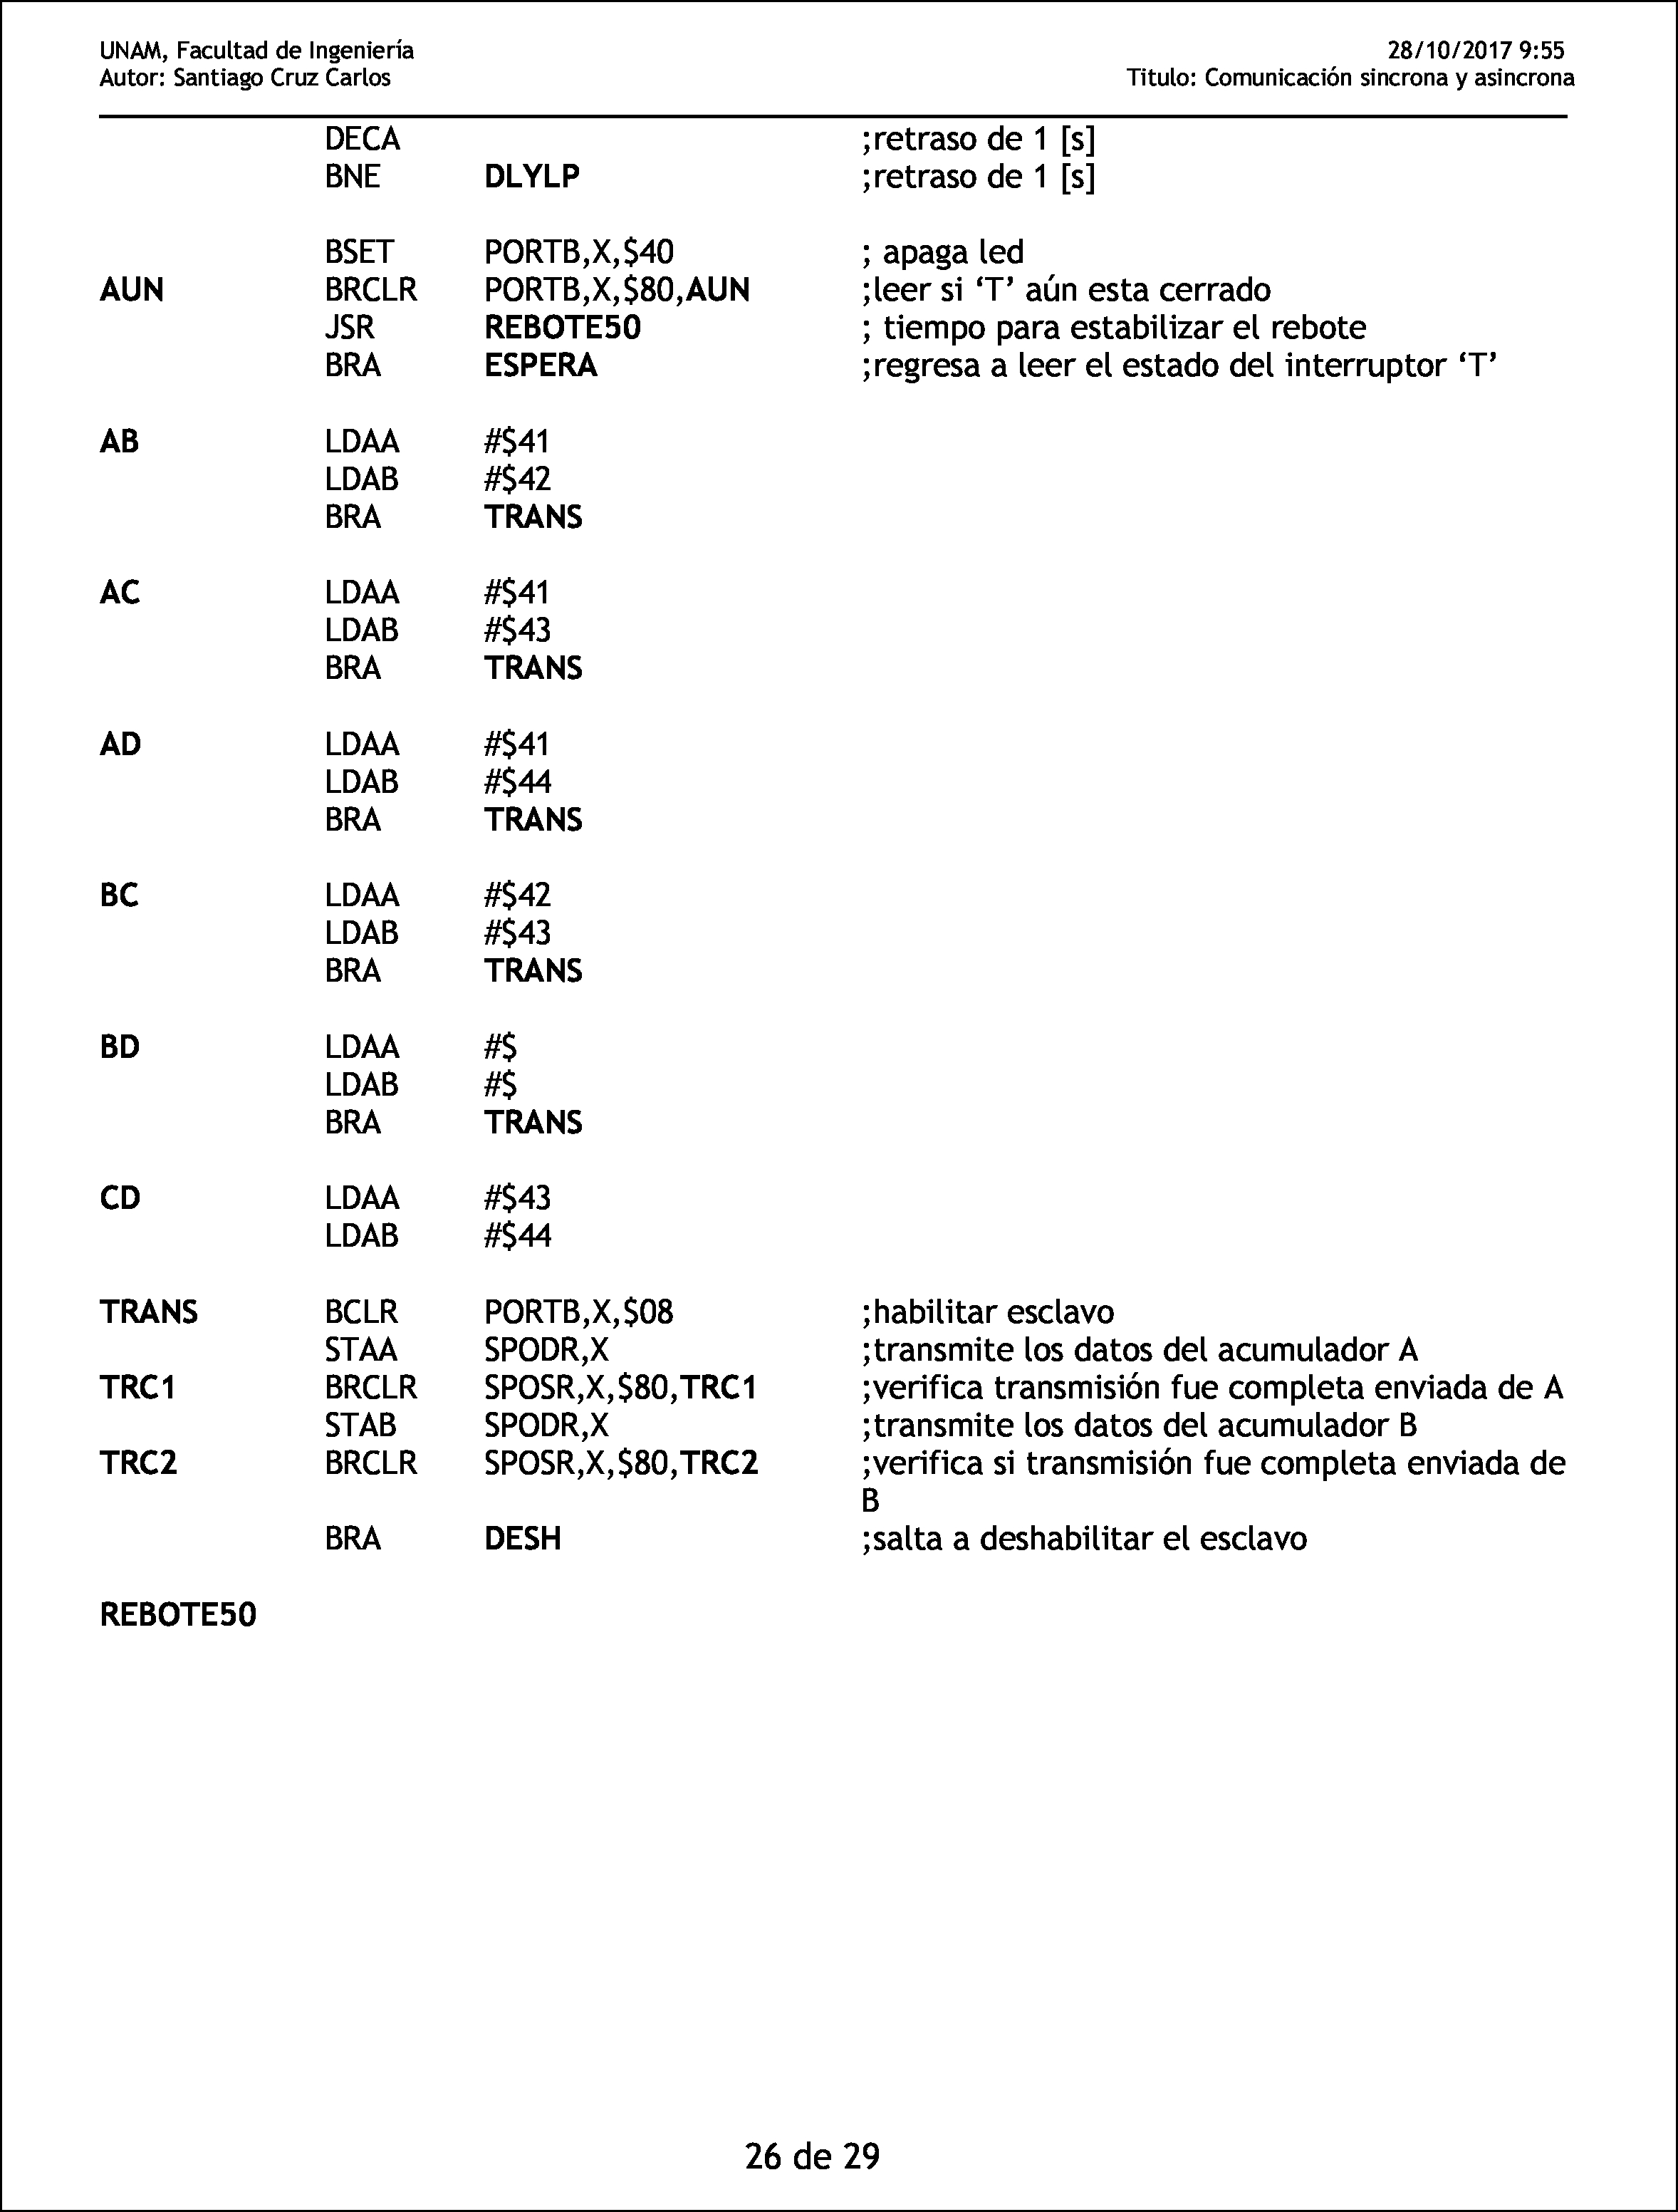 UNAM, Facultad de Ingeniería 28/10/2017 9:55
Autor: Santiago Cruz Carlos Titulo: Comunicación sincrona y asincrona
DECA ;retraso de 1 [s]
BNE DLYLP ;retraso de 1 [s]
BSET PORTB,X,$40 ; apaga led
AUN BRCLR PORTB,X,$80,AUN ;leer si ‘T’ aún esta cerrado
JSR REBOTE50 ; tiempo para estabilizar el rebote
BRA ESPERA ;regresa a leer el estado del interruptor ‘T’
AB LDAA #$41
LDAB #$42
BRA TRANS
AC LDAA #$41
LDAB #$43
BRA TRANS
AD LDAA #$41
LDAB #$44
BRA TRANS
BC LDAA #$42
LDAB #$43
BRA TRANS
BD LDAA #$
LDAB #$
BRA TRANS
CD LDAA #$43
LDAB #$44
TRANS BCLR PORTB,X,$08 ;habilitar esclavo
STAA SPODR,X ;transmite los datos del acumulador A
TRC1 BRCLR SPOSR,X,$80,TRC1 ;verifica transmisión fue completa enviada de A
STAB SPODR,X ;transmite los datos del acumulador B
TRC2 BRCLR SPOSR,X,$80,TRC2 ;verifica si transmisión fue completa enviada de
B
BRA DESH ;salta a deshabilitar el esclavo
REBOTE50
26 de 29